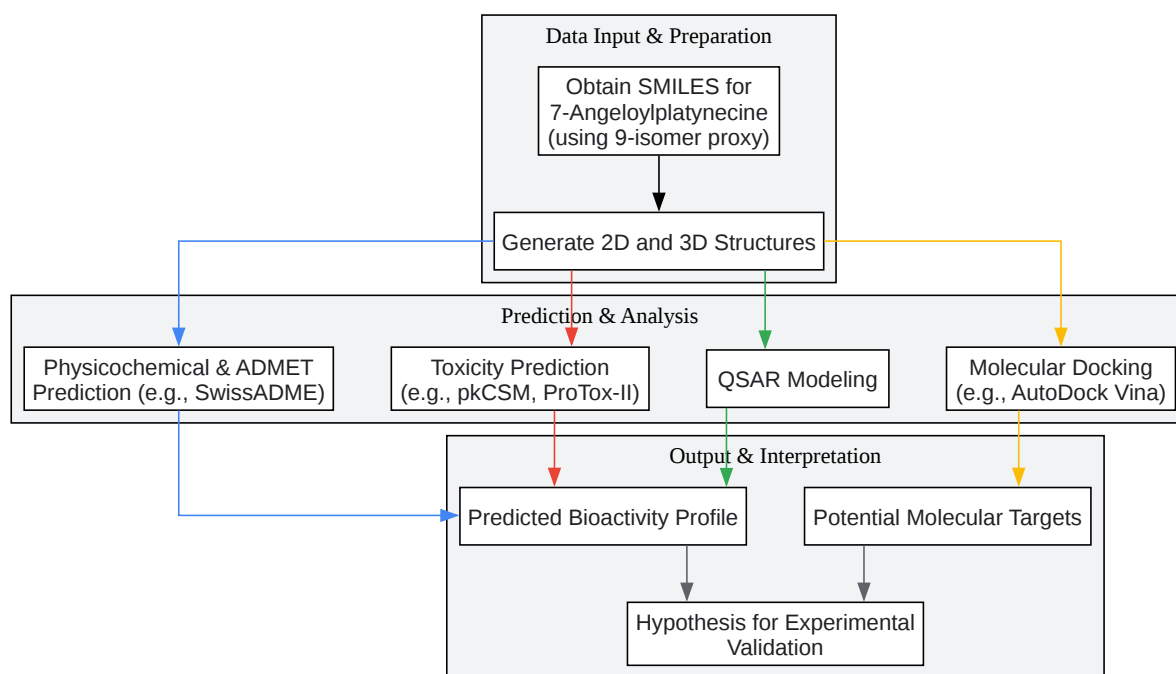 Data Input & Preparation
Obtain SMILES for
7-Angeloylplatynecine
(using 9-isomer proxy)
Generate 2D and 3D Structures
Prediction & Analysis
Physicochemical & ADMET
Prediction (e.g., SwissADME)
Toxicity Prediction
(e.g., pkCSM, ProTox-II)
QSAR Modeling
Molecular Docking
(e.g., AutoDock Vina)
Output & Interpretation
Predicted Bioactivity Profile
Potential Molecular Targets
Hypothesis for Experimental
Validation